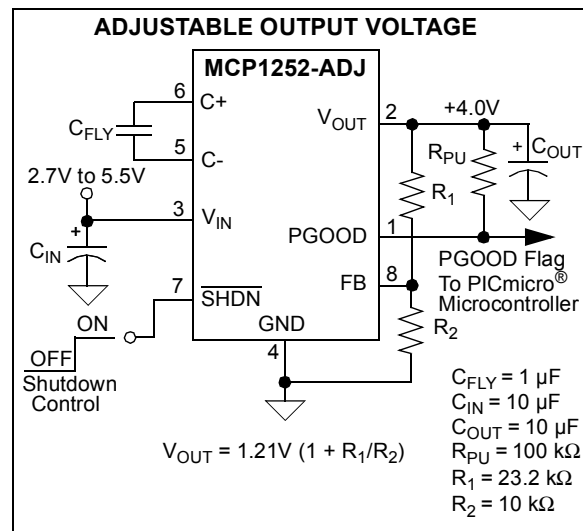 ADJUSTABLE OUTPUT VOLTAGE
MCP1252-ADJ
6
C+
CFLY
5
C-
2.7V to 5.5V
3
VIN
+
CIN
7
SHDN
ON
OFF
Shutdown
Control
GND
4
VOUT
2
+4.0V
RPU
+
COUT
R1
PGOOD
1
PGOOD Flag
To PICmicro®
Microcontroller
FB
8
R2
VOUT = 1.21V (1 + R1/R2)
CFLY = 1 µF
CIN = 10 µF
COUT = 10 µF
RPU = 100 kΩ
R1 = 23.2 kΩ
R2 = 10 kΩ